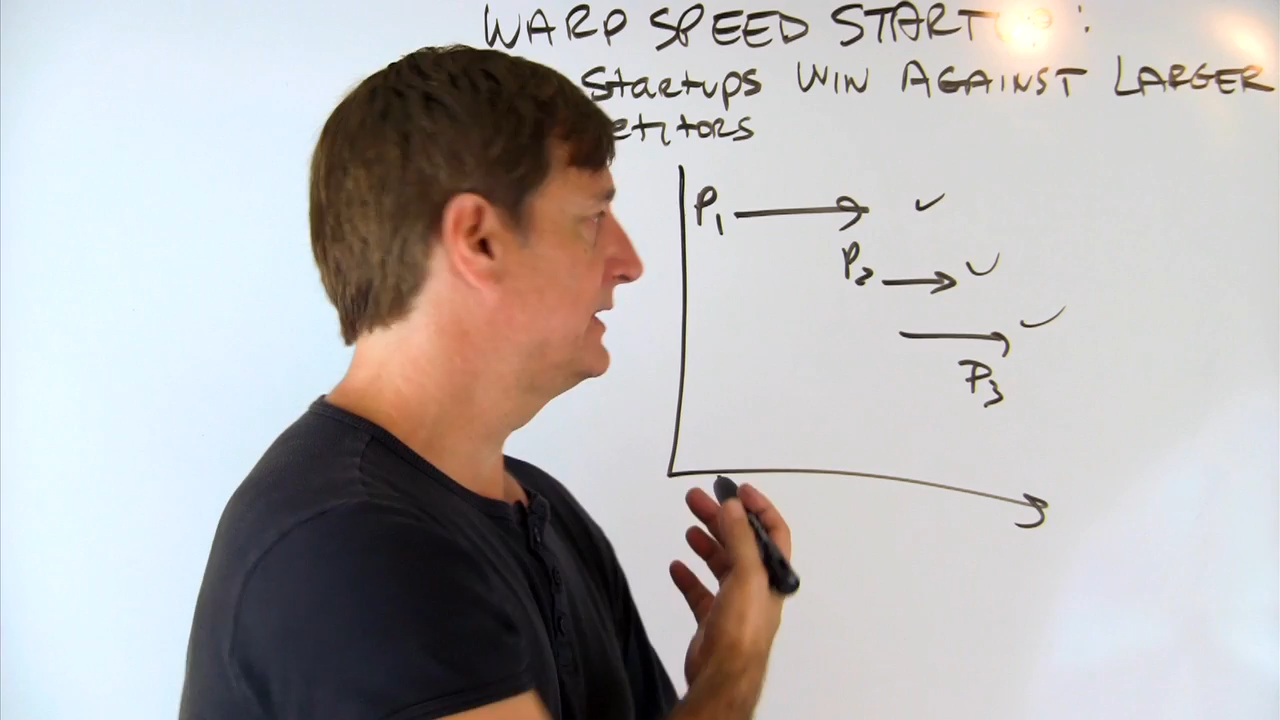 WARP SPEED START :
Startups WIN AGAINST LARGER
etitors
P1
P2
P3